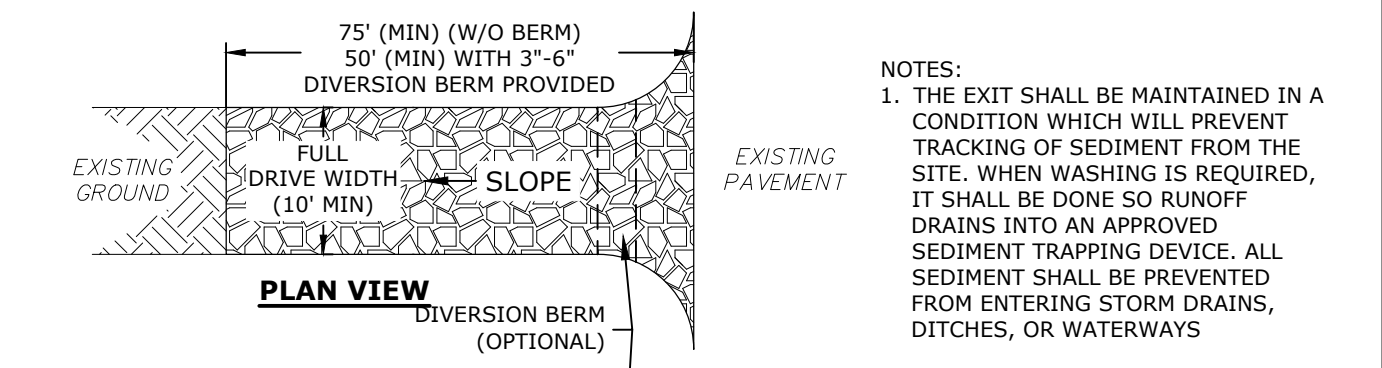 75' (MIN) (W/O BERM)
50' (MIN) WITH 3"-6"
DIVERSION BERM PROVIDED
EXISTING
GROUND
FULL
DRIVE WIDTH
(10' MIN)
SLOPE
EXISTING
PAVEMENT
PLAN VIEW
DIVERSION BERM
(OPTIONAL)
NOTES:
1. THE EXIT SHALL BE MAINTAINED IN A
CONDITION WHICH WILL PREVENT
TRACKING OF SEDIMENT FROM THE
SITE. WHEN WASHING IS REQUIRED,
IT SHALL BE DONE SO RUNOFF
DRAINS INTO AN APPROVED
SEDIMENT TRAPPING DEVICE. ALL
SEDIMENT SHALL BE PREVENTED
FROM ENTERING STORM DRAINS,
DITCHES, OR WATERWAYS